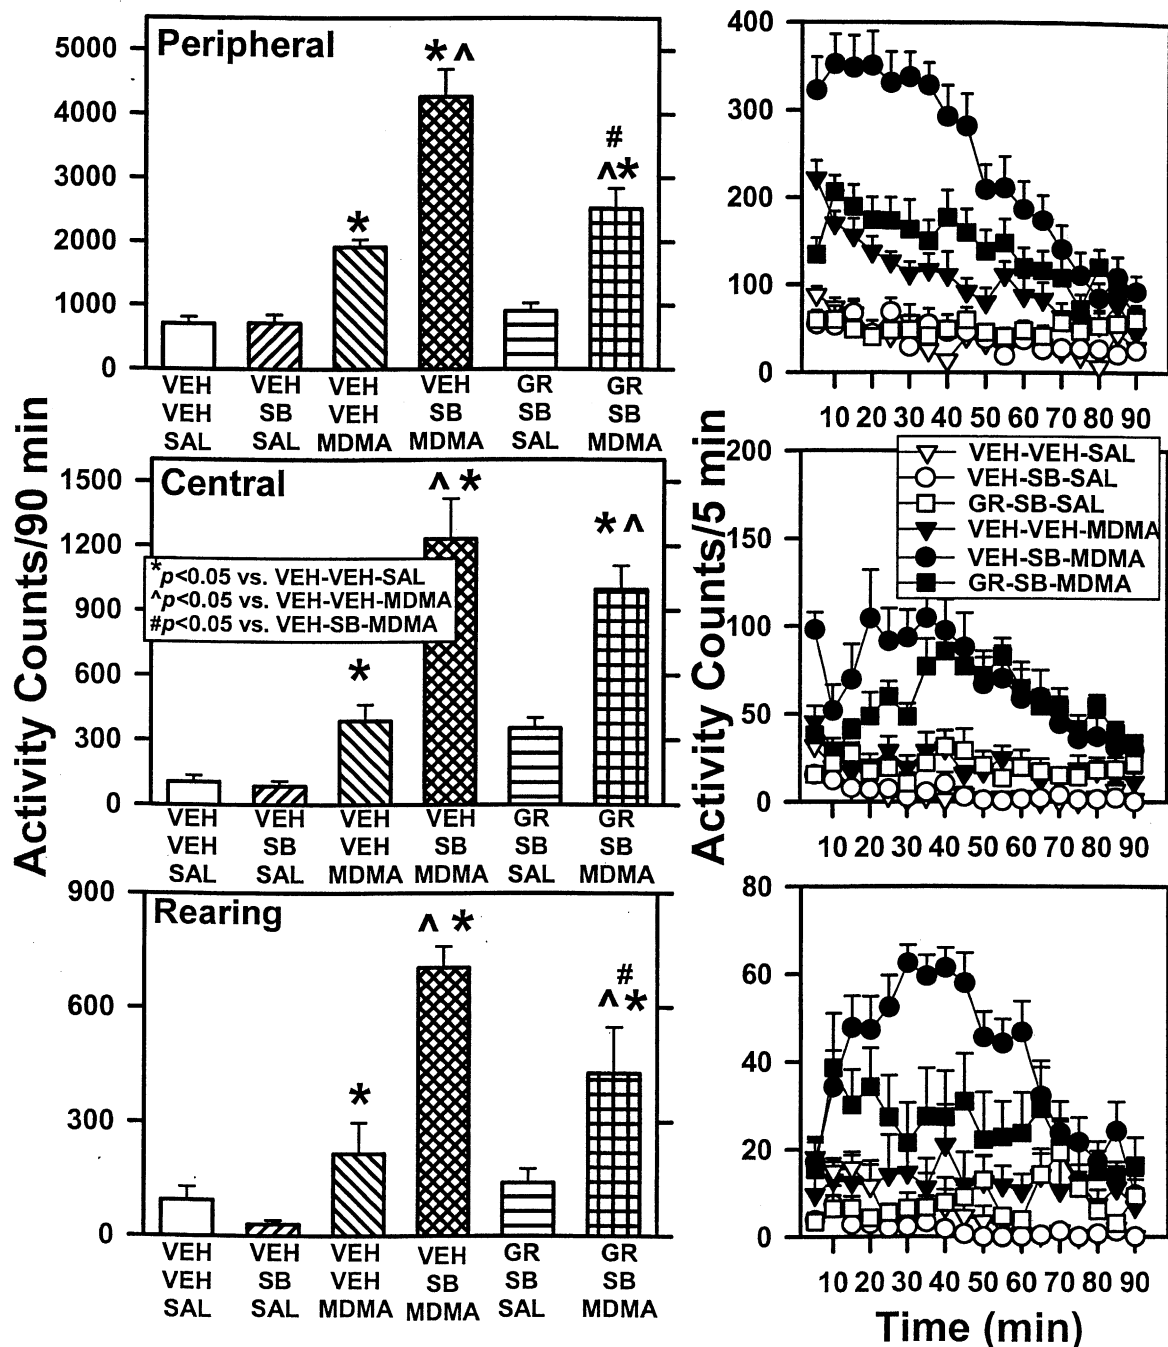 Peripheral
5000
4000
3000
2000
1000
0
* ^
*
#
^*
VEH VEH VEH VEH GR GR
VEH SB VEH SB SB SB
SAL SAL MDMA MDMA SAL MDMA
400
300
200
100
0
10 20 30 40 50 60 70 80 90
Activity Counts/90 min
Central
1500
1200
900
600
300
0
^ *
* ^
*
*p<0.05 vs. VEH-VEH-SAL
^p<0.05 vs. VEH-VEH-MDMA
#p<0.05 vs. VEH-SB-MDMA
VEH VEH VEH VEH GR GR
VEH SB VEH SB SB SB
SAL SAL MDMA MDMA SAL MDMA
Activity Counts/5 min
200
150
100
50
0
VEH-VEH-SAL
VEH-SB-SAL
GR-SB-SAL
VEH-VEH-MDMA
VEH-SB-MDMA
GR-SB-MDMA
10 20 30 40 50 60 70 80 90
Rearing
900
600
300
0
^ *
*
#
^*
VEH VEH VEH VEH GR GR
VEH SB VEH SB SB SB
SAL SAL MDMA MDMA SAL MDMA
80
60
40
20
0
10 20 30 40 50 60 70 80 90
Time (min)